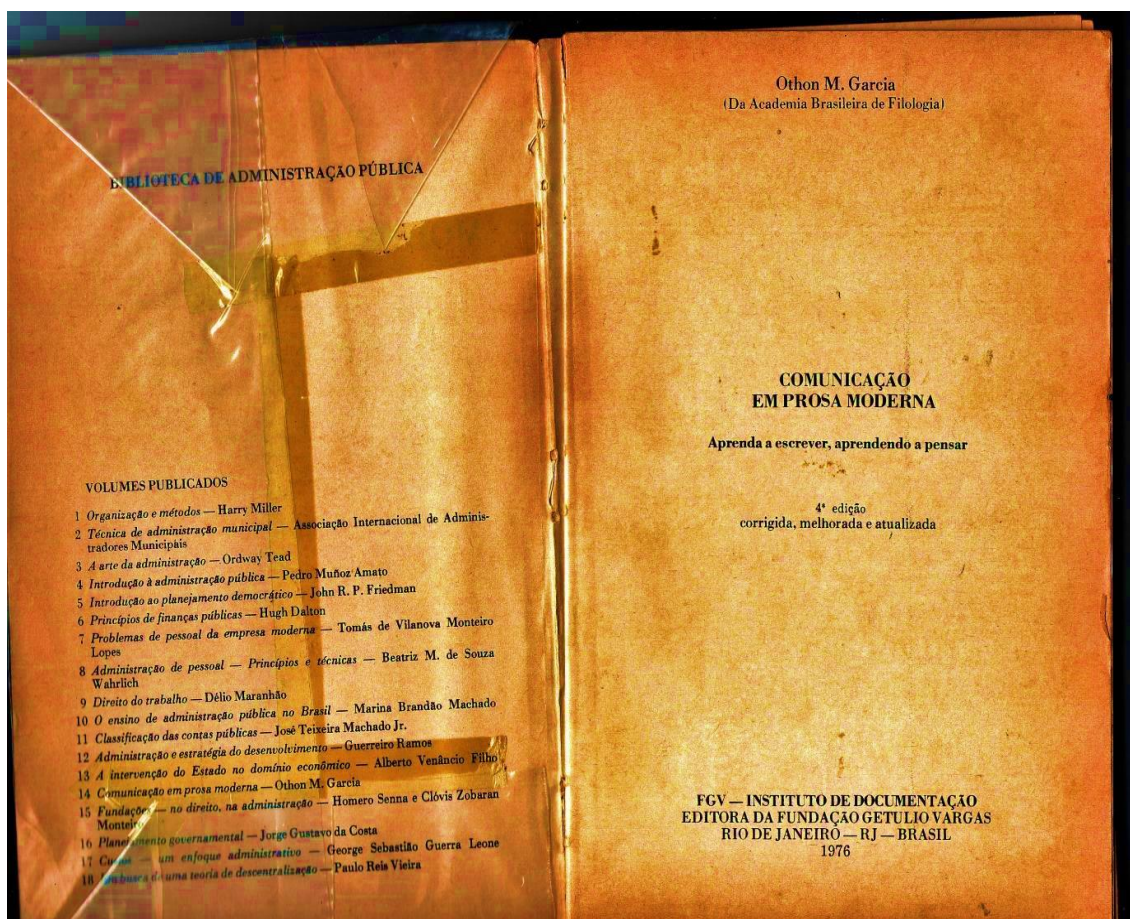 BIBLIOTECA DE ADMINISTRAÇÃO PÚBLICA
VOLUMES PUBLICADOS
1 Organização e métodos — Harry Miller
2 Técnica de administração municipal — Associação Internacional de Adminis-
tradores Municipais
3 A arte da administração — Ordway Tead
4 Introdução à administração pública — Pedro Muñoz Amato
5 Introdução ao planejamento democrático — John R. P. Friedman
6 Princípios de finanças públicas — Hugh Dalton
7 Problemas de pessoal da empresa moderna — Tomás de Vilanova Monteiro
Lopes
8 Administração de pessoal — Princípios e técnicas — Beatriz M. de Souza
Wahrlich
9 Direito do trabalho — Délio Maranhão
10 O ensino de administração pública no Brasil — Marina Brandão Machado
11 Classificação das contas públicas — José Teixeira Machado Jr.
12 Administração e estratégia do desenvolvimento — Guerreiro Ramos
13 A intervenção do Estado no domínio econômico — Alberto Venâncio Filho
14 Comunicação em prosa moderna — Othon M. Garcia
15 Fundações — no direito, na administração — Homero Senna e Clóvis Zobaran
Monteiro
16 Planejamento governamental — Jorge Gustavo da Costa
17 — um enfoque administrativo — George Sebastião Guerra Leone
18 busca de uma teoria de descentralização — Paulo Reis Vieira
Othon M. Garcia
(Da Academia Brasileira de Filologia)
COMUNICAÇÃO
EM PROSA MODERNA
Aprenda a escrever, aprendendo a pensar
4ª edição
corrigida, melhorada e atualizada
FGV — INSTITUTO DE DOCUMENTAÇÃO
EDITORA DA FUNDAÇÃO GETULIO VARGAS
RIO DE JANEIRO — RJ — BRASIL
1976